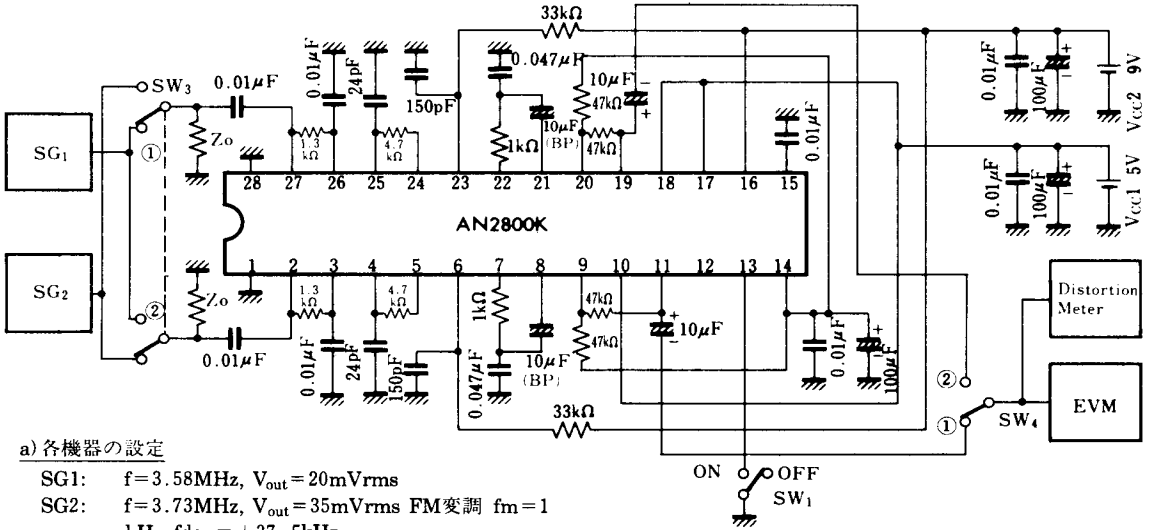 33kΩ
SW3
0.01μF
0.01μF
24pF
150pF
0.047μF
10μF
47kΩ
10μF
(BP)
1kΩ
47kΩ
0.01μF
0.01μF
100μF
+
−
Vcc2 9V
SG1
①
Zo
1.3
kΩ
4.7
kΩ
28 27 26 25 24 23 22 21 20 19 18 17 16 15
0.01μF
100μF
+
−
Vcc1 5V
AN2800K
SG2
②
Zo
1 2 3 4 5 6 7 8 9 10 11 12 13 14
1.3
kΩ
4.7
kΩ
1kΩ
47kΩ
47kΩ
+
−
10μF
0.01μF
0.01μF
24pF
150pF
0.047μF
10μF
(BP)
0.01μF
100μF
+
Distortion
Meter
②
①
SW4
EVM
33kΩ
ON OFF
SW1
a) 各機器の設定
SG1: f=3.58MHz, Vout=20mVrms
SG2: f=3.73MHz, Vout=35mVrms FM変調 fm=1